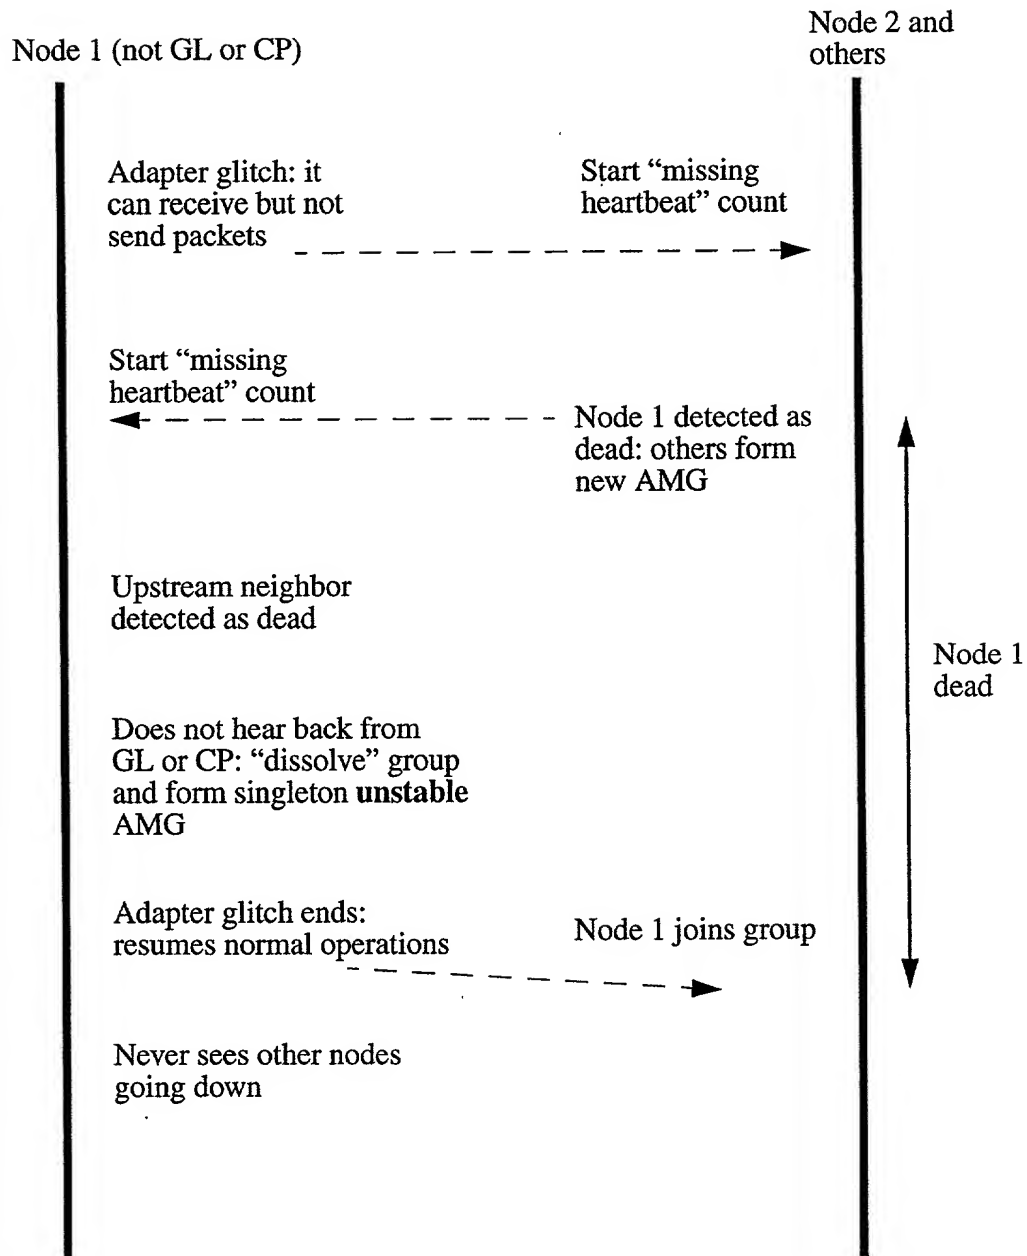 Node 1 (not GL or CP)
Node 2 and
others
Adapter glitch: it
can receive but not
send packets
Start “missing
heartbeat” count
Start “missing
heartbeat” count
Node 1 detected as
dead: others form
new AMG
Upstream neighbor
detected as dead
Node 1
dead
Does not hear back from
GL or CP: “dissolve” group
and form singleton unstable
AMG
Adapter glitch ends:
resumes normal operations
Node 1 joins group
Never sees other nodes
going down